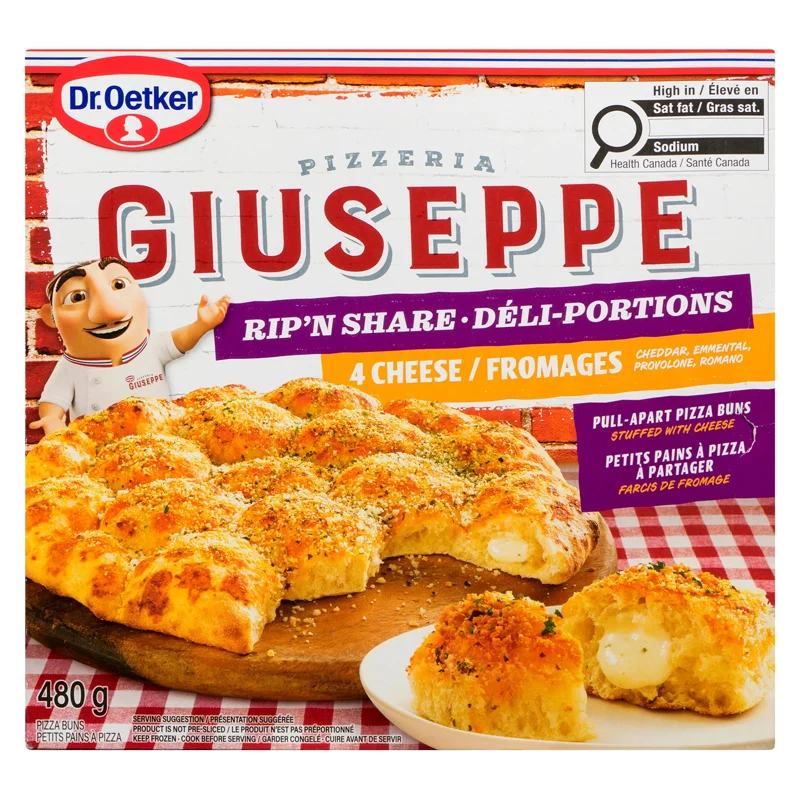 Dr.Oetker
High in / Élevé en
Sat fat / Gras sat.
Sodium
Health Canada / Santé Canada
PIZZERIA
GIUSEPPE
RIP'N SHARE · DÉLI-PORTIONS
4 CHEESE / FROMAGES
CHEDDAR, EMMENTAL,
PROVOLONE, ROMANO
PIZZERIA
GIUSEPPE
PULL-APART PIZZA BUNS
STUFFED WITH CHEESE
PETITS PAINS À PIZZA
À PARTAGER
FARCIS DE FROMAGE
480 g
PIZZA BUNS
PETITS PAINS À PIZZA
SERVING SUGGESTION / PRÉSENTATION SUGGÉRÉE
PRODUCT IS NOT PRE-SLICED / LE PRODUIT N'EST PAS PRÉPORTIONNÉ
KEEP FROZEN · COOK BEFORE SERVING / GARDER CONGELÉ · CUIRE AVANT DE SERVIR